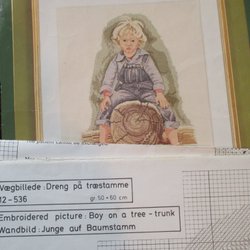 Vægbillede : Dreng på træstamme
12 - 536 gr 50 × 60 cm
Embroidered picture : Boy on a tree - trunk
Wandbild : Junge auf Baumstamm